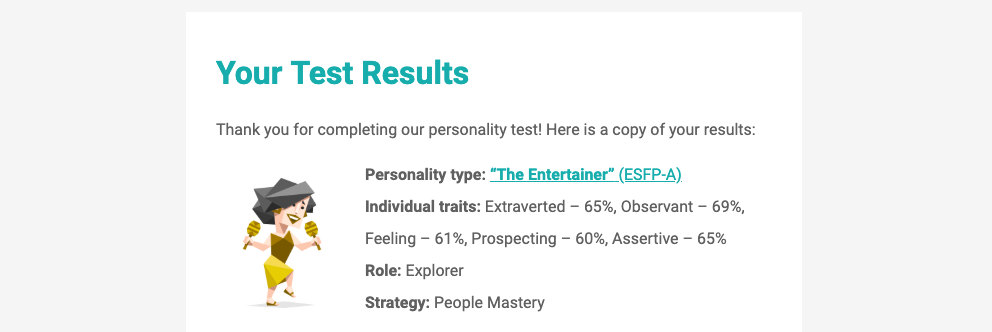 Your Test Results
Thank you for completing our personality test! Here is a copy of your results:
Personality type: “The Entertainer” (ESFP-A)
Individual traits: Extraverted – 65%, Observant – 69%,
Feeling – 61%, Prospecting – 60%, Assertive – 65%
Role: Explorer
Strategy: People Mastery